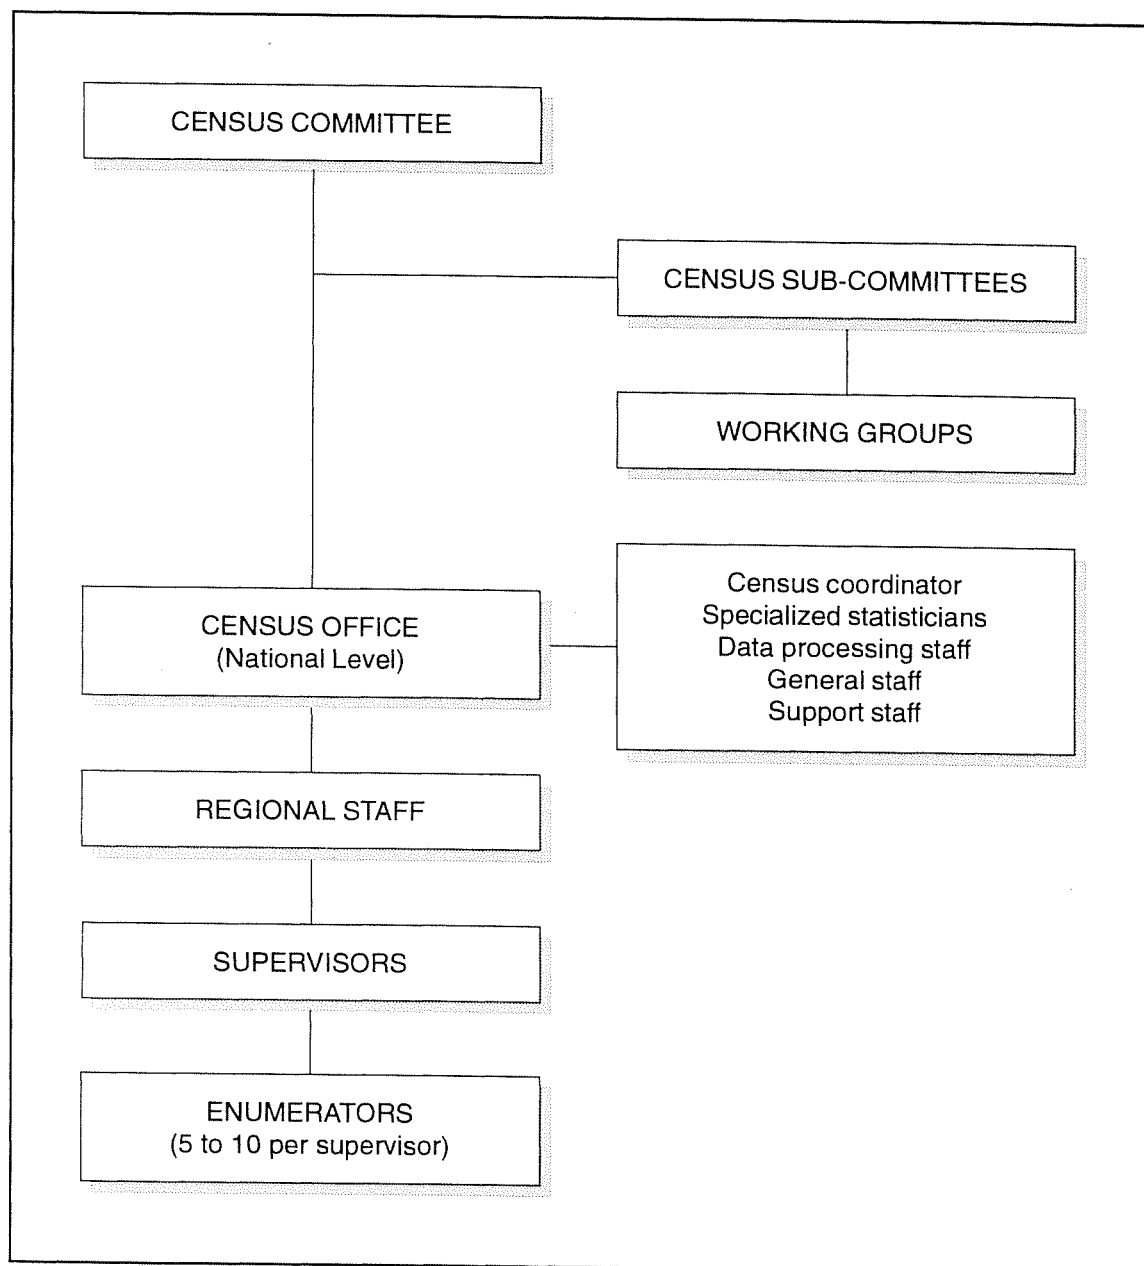 CENSUS COMMITTEE
CENSUS SUB-COMMITTEES
WORKING GROUPS
CENSUS OFFICE
(National Level)
Census coordinator
Specialized statisticians
Data processing staff
General staff
Support staff
REGIONAL STAFF
SUPERVISORS
ENUMERATORS
(5 to 10 per supervisor)